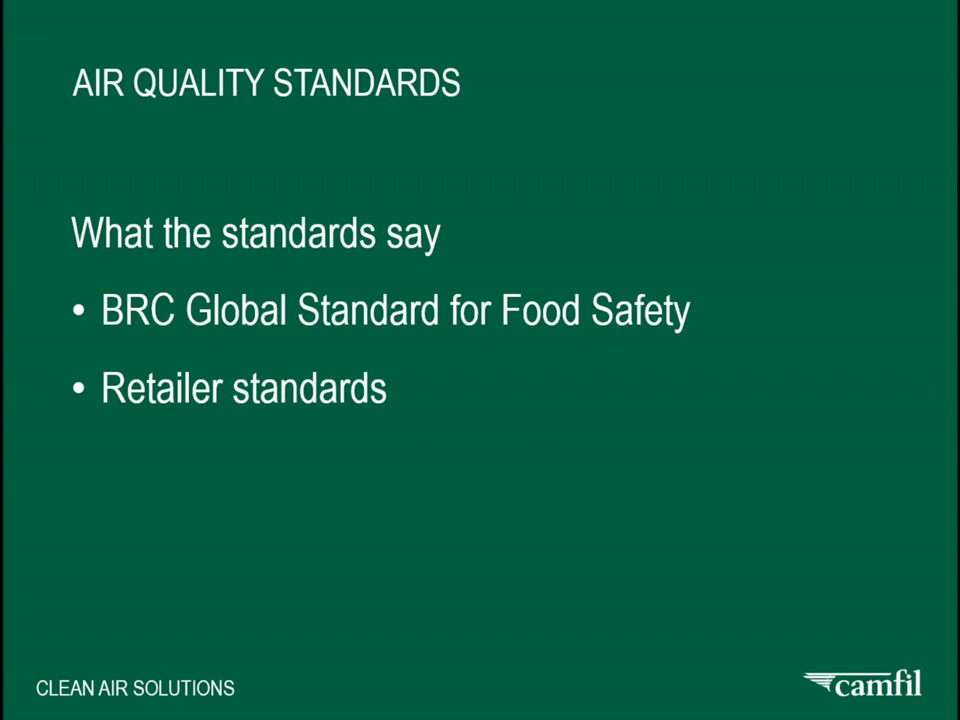 AIR QUALITY STANDARDS
What the standards say
• BRC Global Standard for Food Safety
• Retailer standards
CLEAN AIR SOLUTIONS
camfil